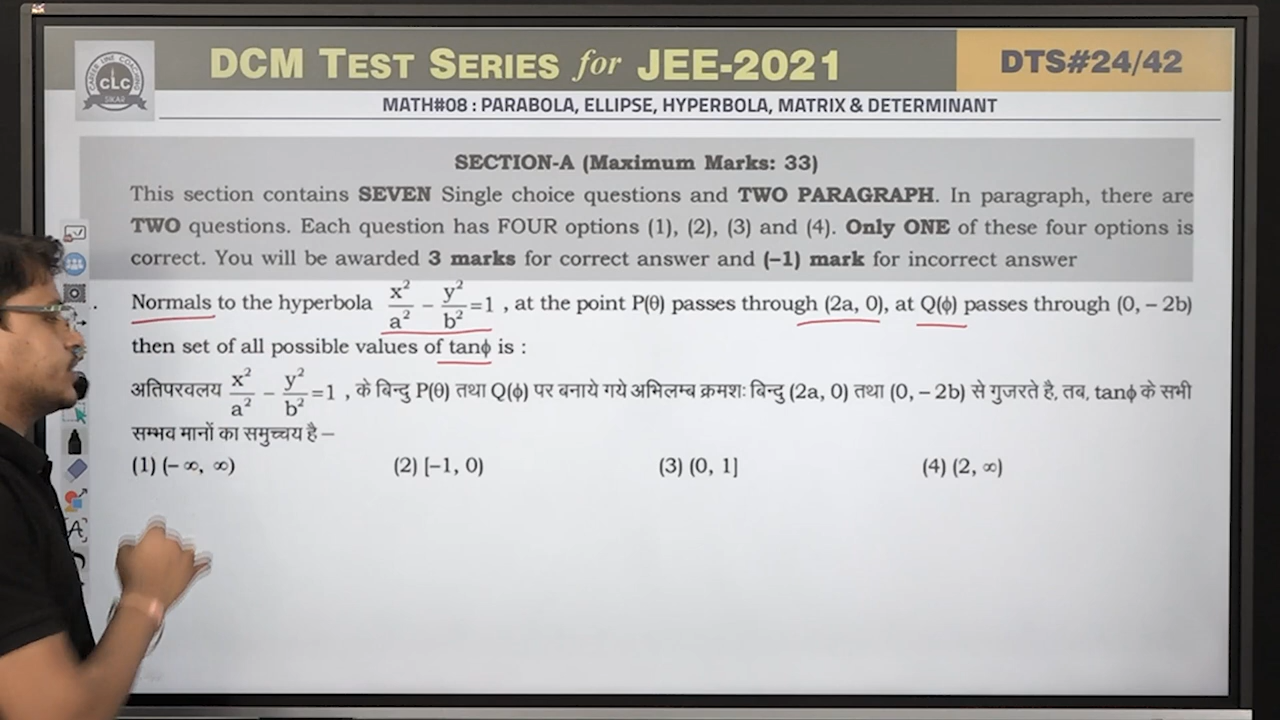 DCM TEST SERIES for JEE-2021
DTS#24/42
CAREER LINE COACHING
CLC
SIKAR
MATH#08 : PARABOLA, ELLIPSE, HYPERBOLA, MATRIX & DETERMINANT
SECTION-A (Maximum Marks: 33)
This section contains SEVEN Single choice questions and TWO PARAGRAPH. In paragraph, there are
TWO questions. Each question has FOUR options (1), (2), (3) and (4). Only ONE of these four options is
correct. You will be awarded 3 marks for correct answer and (–1) mark for incorrect answer
Normals to the hyperbola x²/a² – y²/b² =1 , at the point P(θ) passes through (2a, 0), at Q(ϕ) passes through (0, – 2b)
then set of all possible values of tanϕ is :
अतिपरवलय x²/a² – y²/b² =1 , के बिन्दु P(θ) तथा Q(ϕ) पर बनाये गये अभिलम्ब क्रमशः बिन्दु (2a, 0) तथा (0, – 2b) से गुजरते है, तब, tanϕ के सभी
सम्भव मानों का समुच्चय है –
(1) (– ∞, ∞) (2) [–1, 0) (3) (0, 1] (4) (2, ∞)